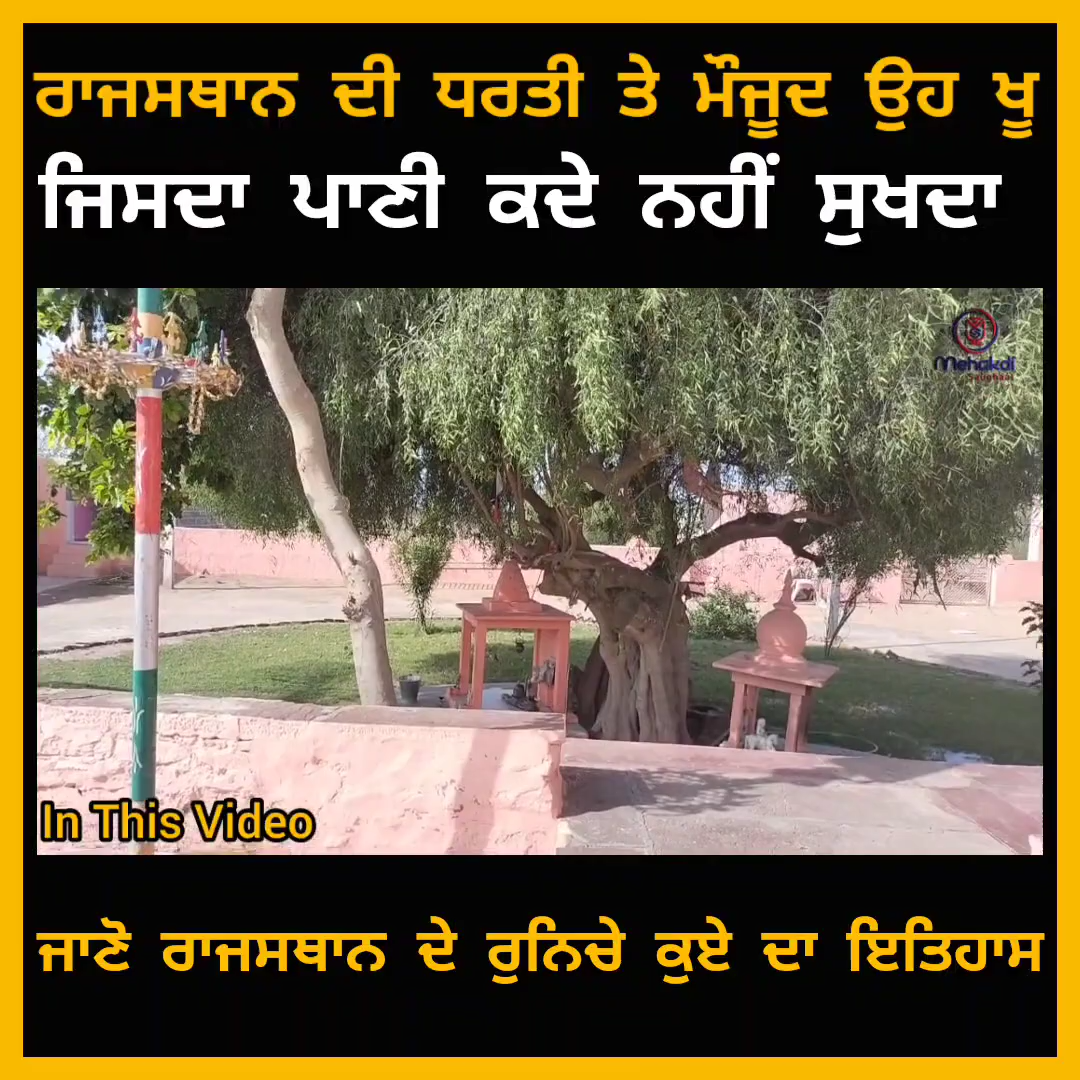 ਰਾਜਸਥਾਨ ਦੀ ਧਰਤੀ ਤੇ ਮੌਜੂਦ ਉਹ ਖੂ
ਜਿਸਦਾ ਪਾਣੀ ਕਦੇ ਨਹੀਂ ਸੁਖਦਾ
Mehakdi
In This Video
ਜਾਣੋ ਰਾਜਸਥਾਨ ਦੇ ਰੁਨਿਚੇ ਕੁਏ ਦਾ ਇਤਿਹਾਸ